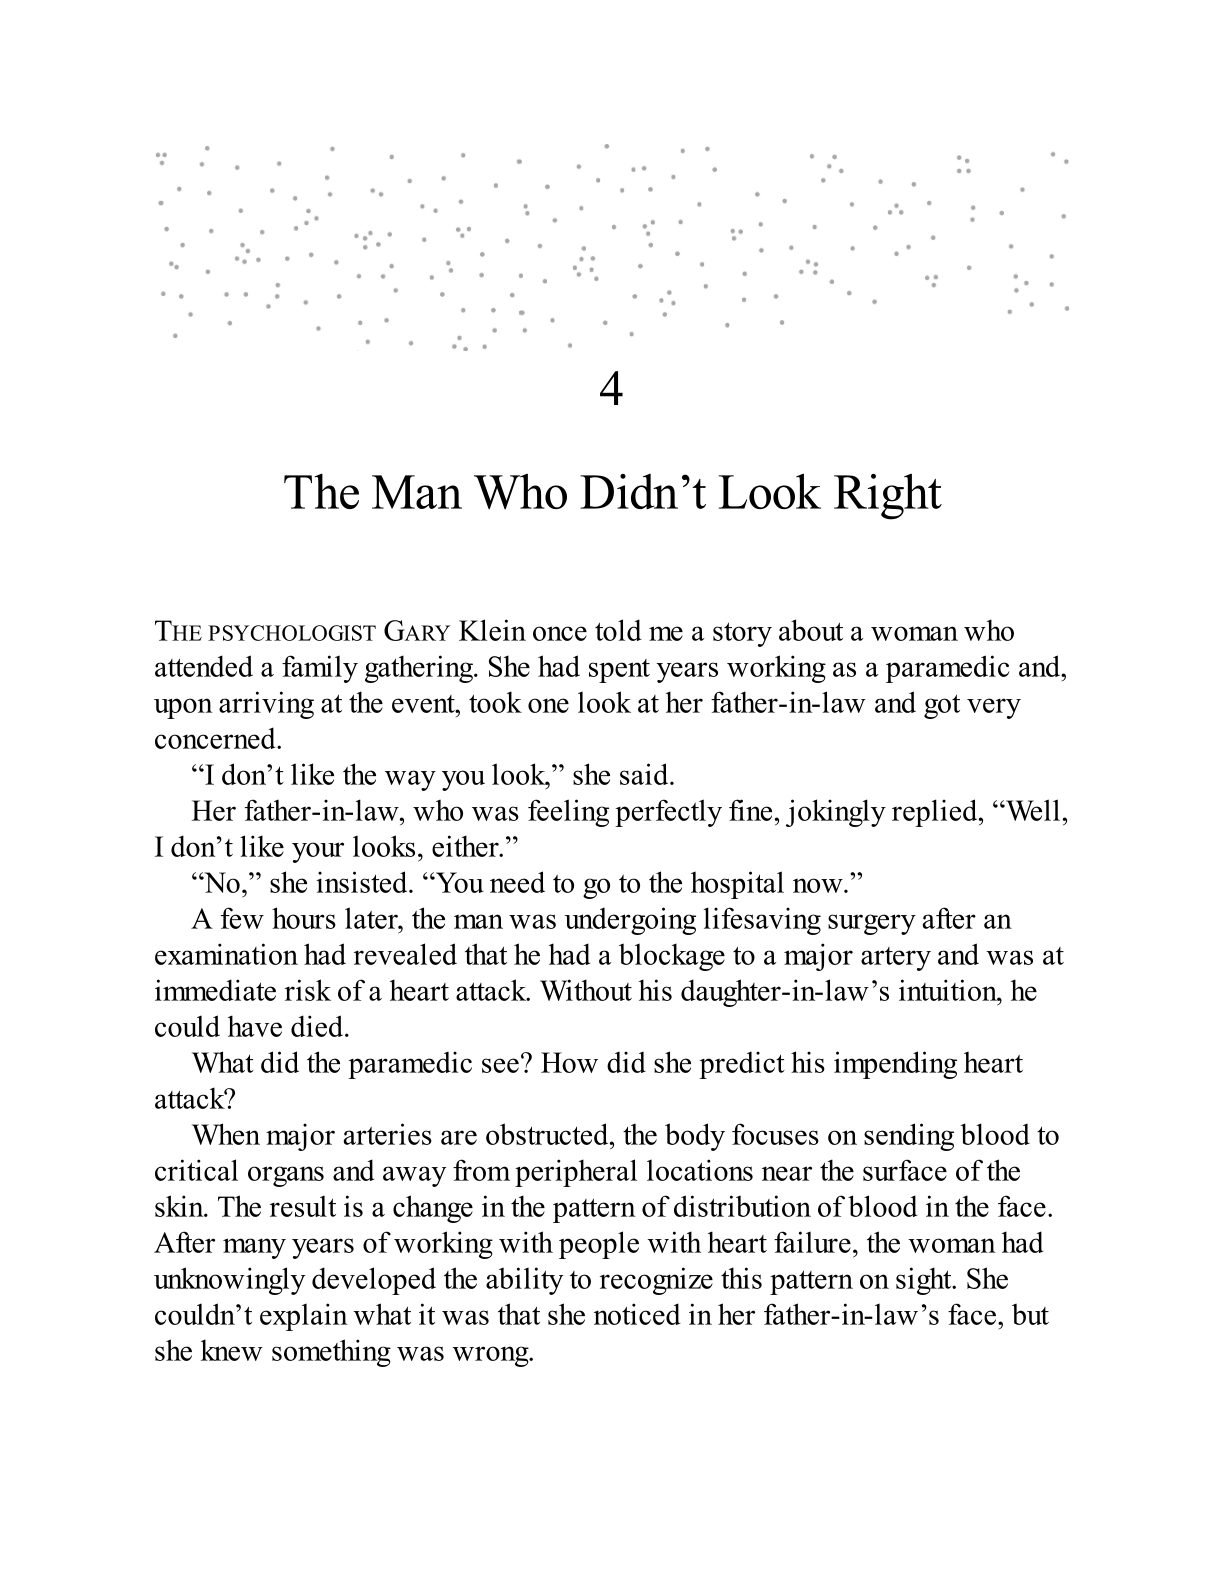 4
The Man Who Didn’t Look Right
THE PSYCHOLOGIST GARY Klein once told me a story about a woman who
attended a family gathering. She had spent years working as a paramedic and,
upon arriving at the event, took one look at her father-in-law and got very
concerned.
“I don’t like the way you look,” she said.
Her father-in-law, who was feeling perfectly fine, jokingly replied, “Well,
I don’t like your looks, either.”
“No,” she insisted. “You need to go to the hospital now.”
A few hours later, the man was undergoing lifesaving surgery after an
examination had revealed that he had a blockage to a major artery and was at
immediate risk of a heart attack. Without his daughter-in-law’s intuition, he
could have died.
What did the paramedic see? How did she predict his impending heart
attack?
When major arteries are obstructed, the body focuses on sending blood to
critical organs and away from peripheral locations near the surface of the
skin. The result is a change in the pattern of distribution of blood in the face.
After many years of working with people with heart failure, the woman had
unknowingly developed the ability to recognize this pattern on sight. She
couldn’t explain what it was that she noticed in her father-in-law’s face, but
she knew something was wrong.